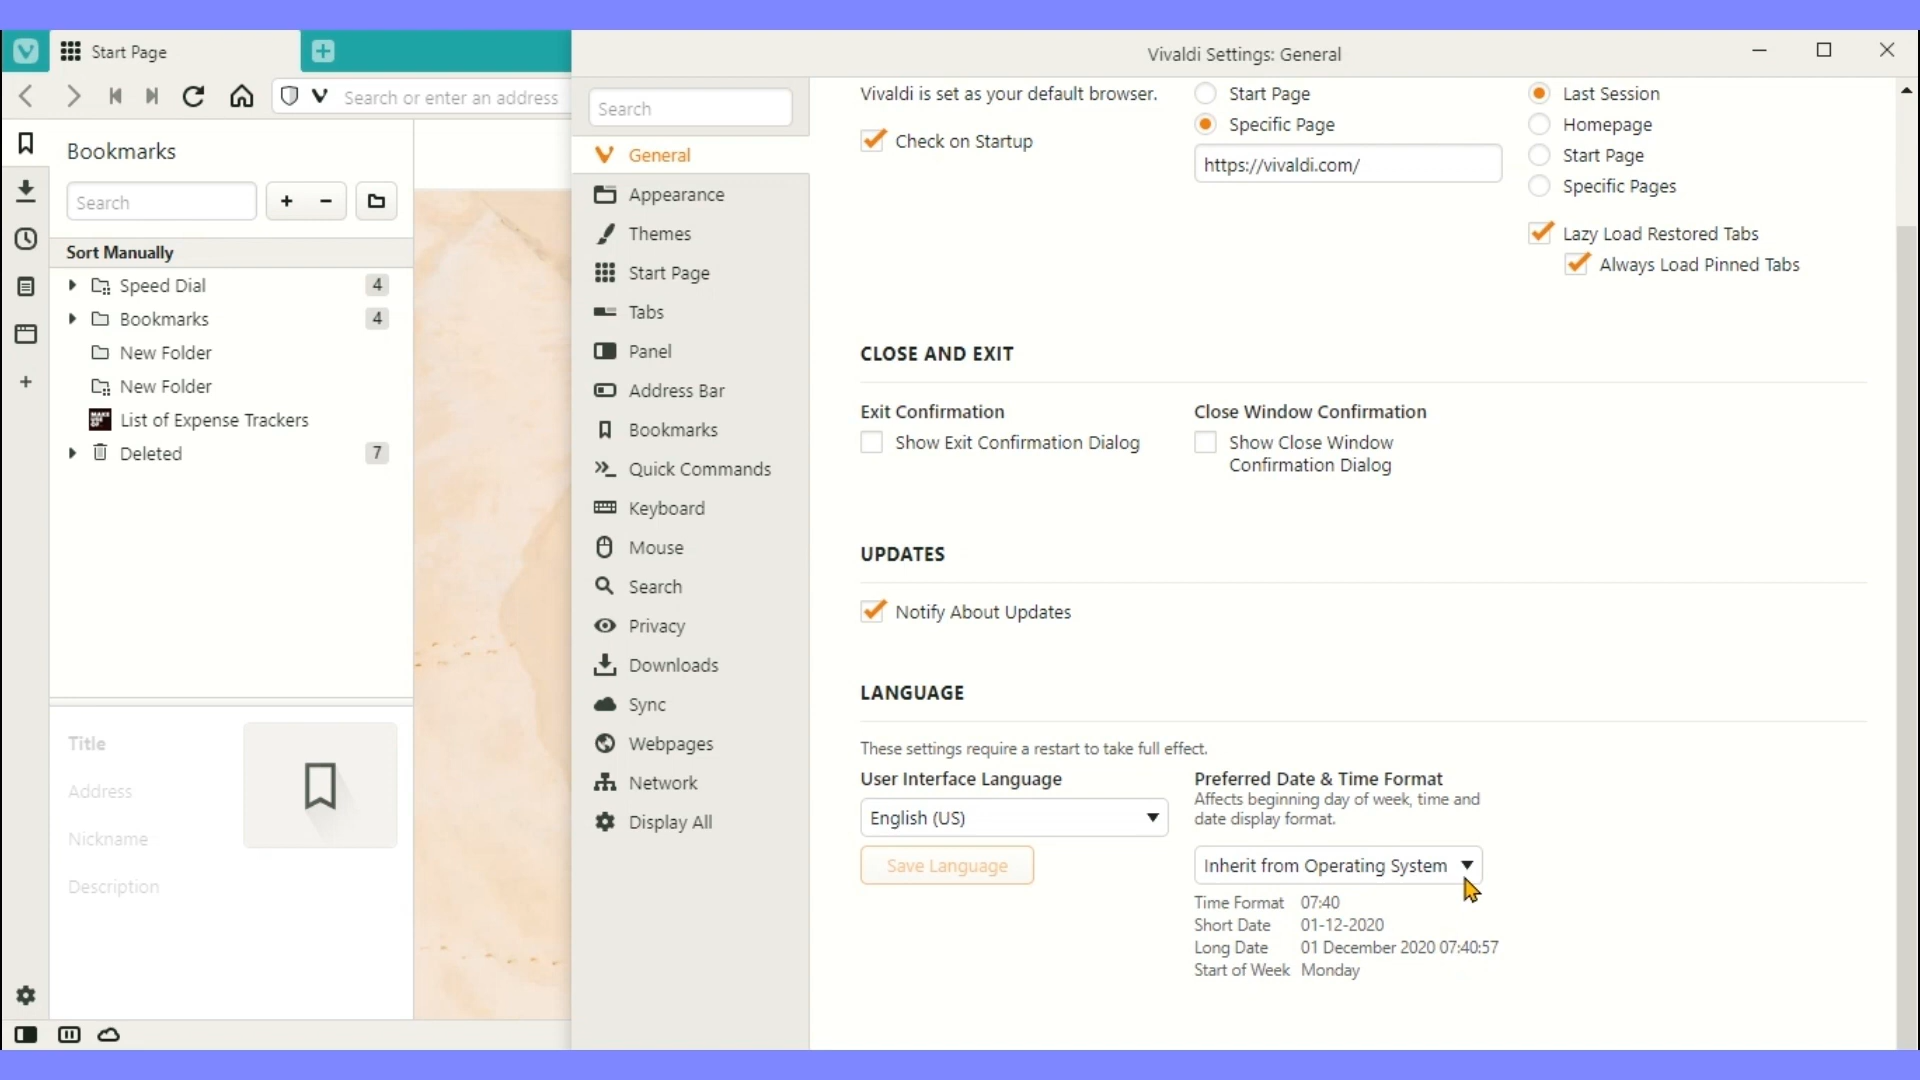 Start Page
Search or enter an address
Bookmarks
Search
Sort Manually
Speed Dial 4
Bookmarks 4
New Folder
New Folder
List of Expense Trackers
Deleted 7
Title
Address
Nickname
Description
Vivaldi Settings: General
Search
General
Appearance
Themes
Start Page
Tabs
Panel
Address Bar
Bookmarks
Quick Commands
Keyboard
Mouse
Search
Privacy
Downloads
Sync
Webpages
Network
Display All
Vivaldi is set as your default browser.
Check on Startup
Start Page
Specific Page
https://vivaldi.com/
Last Session
Homepage
Start Page
Specific Pages
Lazy Load Restored Tabs
Always Load Pinned Tabs
CLOSE AND EXIT
Exit Confirmation
Show Exit Confirmation Dialog
Close Window Confirmation
Show Close Window
Confirmation Dialog
UPDATES
Notify About Updates
LANGUAGE
These settings require a restart to take full effect.
User Interface Language
English (US)
Save Language
Preferred Date & Time Format
Affects beginning day of week, time and
date display format.
Inherit from Operating System
Time Format 07:40
Short Date 01-12-2020
Long Date 01 December 2020 07:40:57
Start of Week Monday